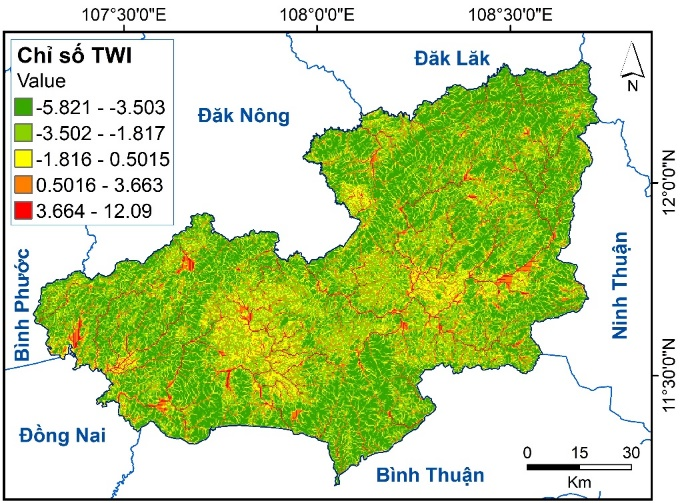 107°30'0"E 108°0'0"E 108°30'0"E
Chỉ số TWI
Value
-5.821 - -3.503
-3.502 - -1.817
-1.816 - 0.5015
0.5016 - 3.663
3.664 - 12.09
Đăk Lăk
Đăk Nông
N
12°0'0"N
Ninh Thuận
Bình Phước
11°30'0"N
Đồng Nai
Bình Thuận
0 15 30
Km